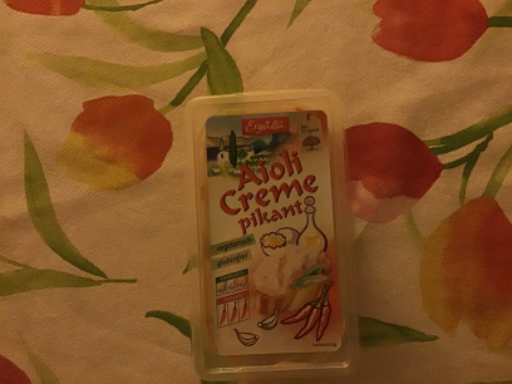 Aioli
Creme
pikant
vegetarisch
glutenfrei